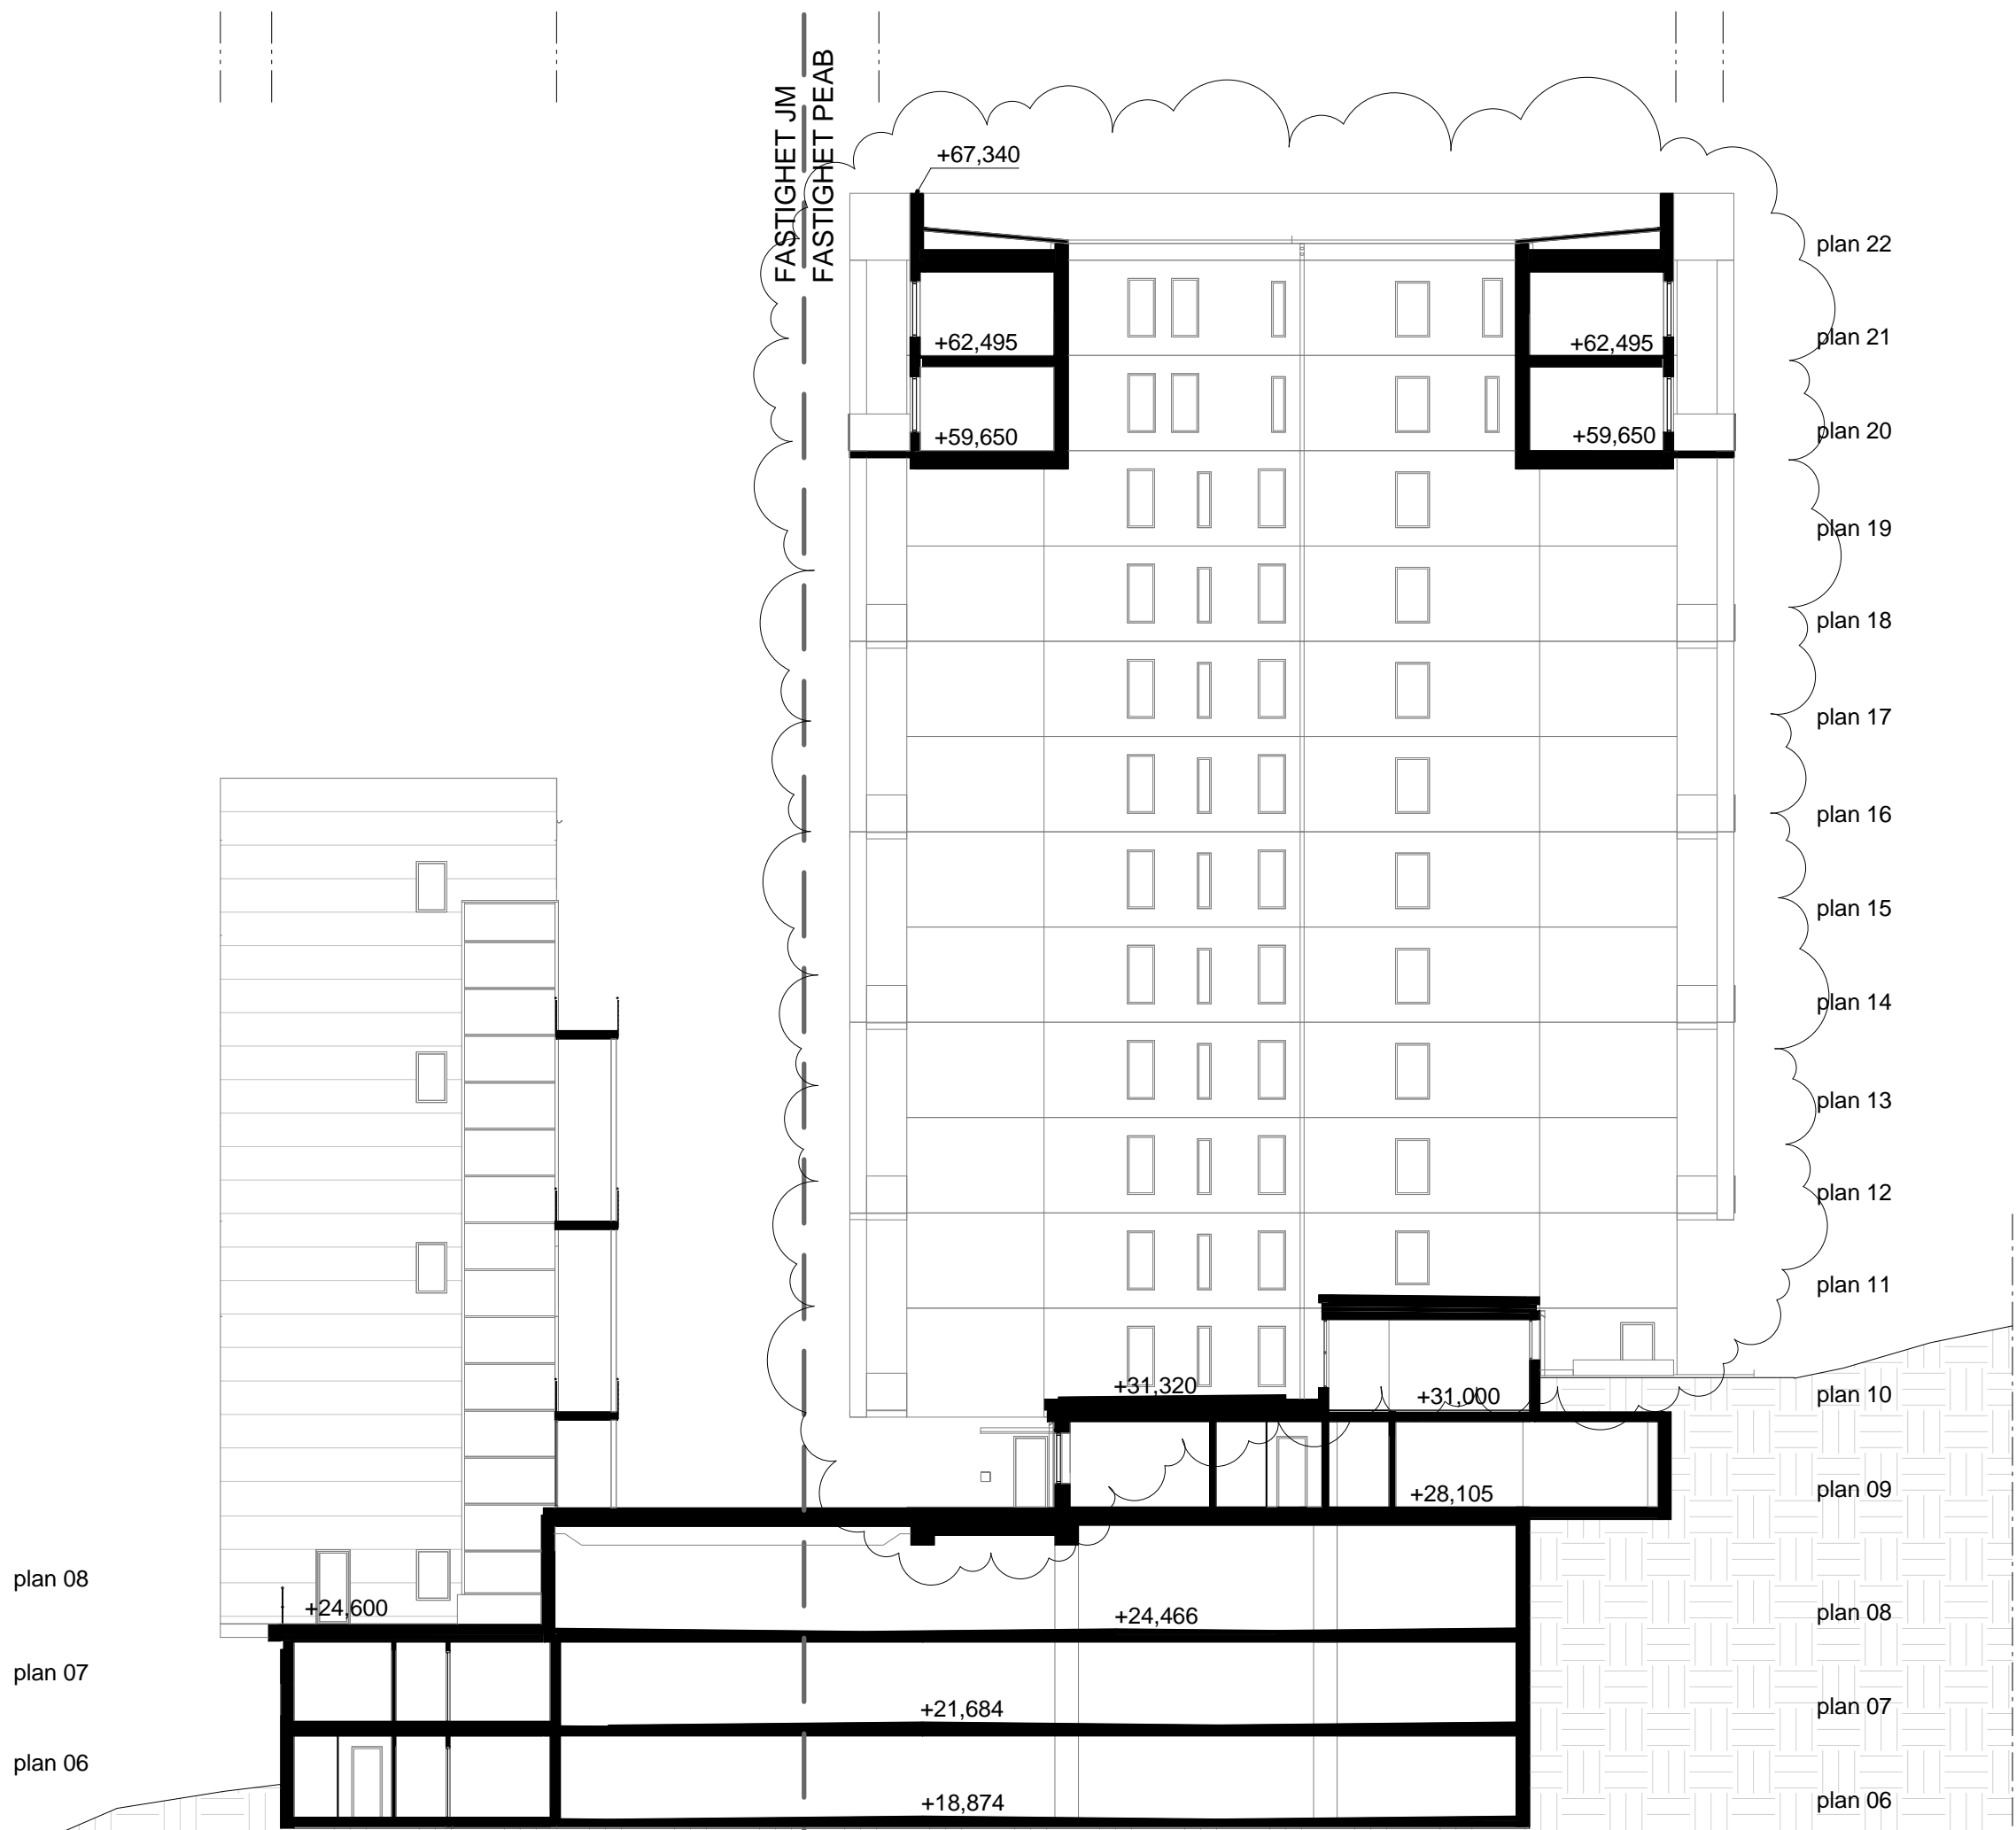 FASTIGHET JM
FASTIGHET PEAB
+67,340
plan 22
+62,495
+62,495
plan 21
+59,650
+59,650
plan 20
plan 19
plan 18
plan 17
plan 16
plan 15
plan 14
plan 13
plan 12
plan 11
+31,320
+31,000
plan 10
+28,105
plan 09
plan 08
+24,600
+24,466
plan 08
plan 07
+21,684
plan 07
plan 06
+18,874
plan 06